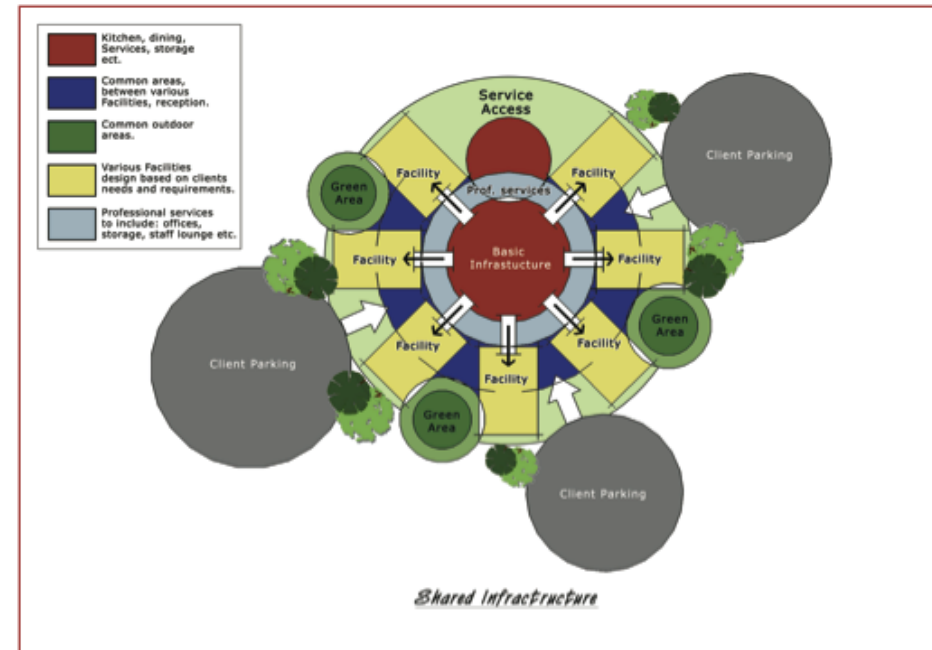 Kitchen, dining,
Services, storage
ect.
Common areas,
between various
Facilities, reception.
Common outdoor
areas.
Various Facilities
design based on clients
needs and requirements.
Professional services
to include: offices,
storage, staff lounge etc.
Service
Access
Client Parking
Facility
Facility
Prof. services
Green
Area
Facility
Basic
Infrastucture
Facility
Green
Area
Facility
Facility
Client Parking
Facility
Green
Area
Client Parking
Shared Infractructure